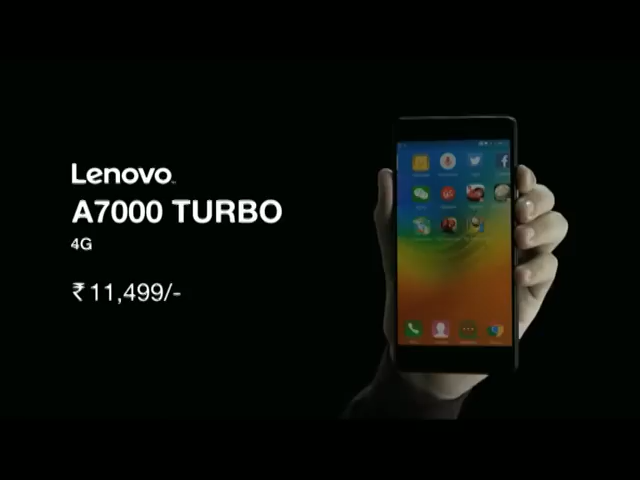 Lenovo
A7000 TURBO
4G
₹ 11,499/-